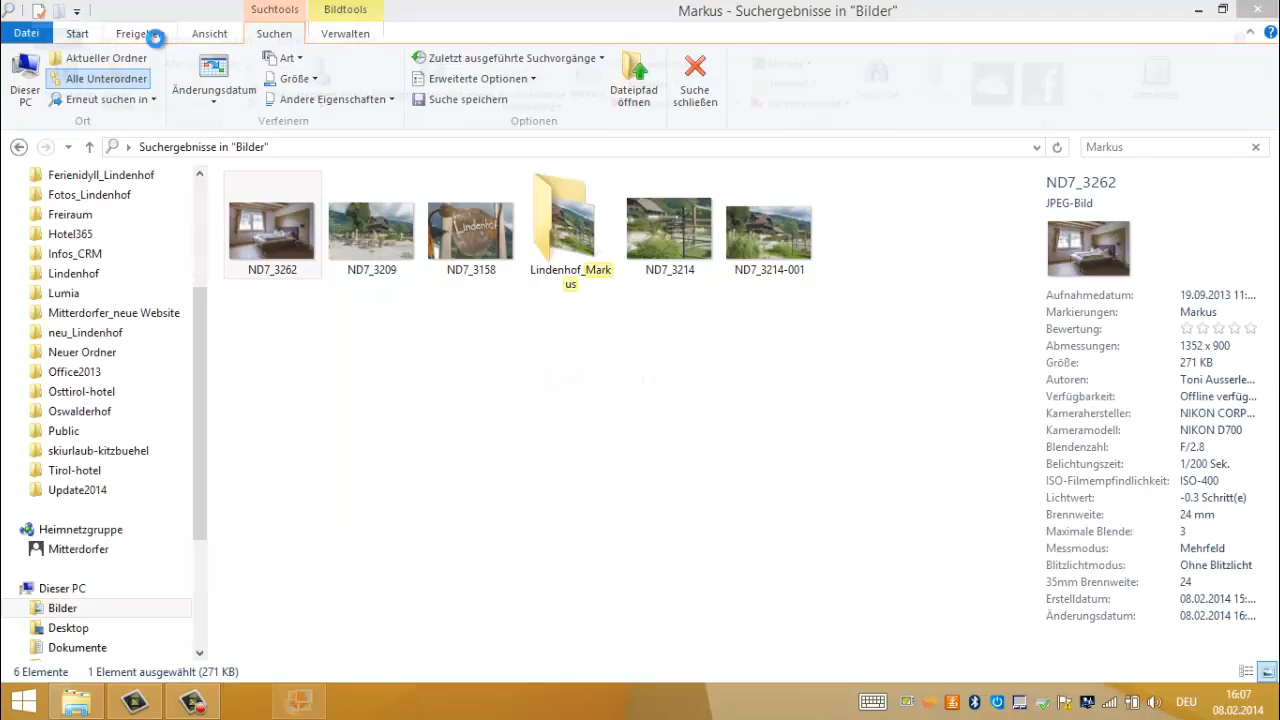 Suchtools
Bildtools
Markus - Suchergebnisse in "Bilder"
Datei
Start
Freigeben
Ansicht
Suchen
Verwalten
Dieser PC
Aktueller Ordner
Alle Unterordner
Erneut suchen in
Ort
Änderungsdatum
Art
Größe
Andere Eigenschaften
Verfeinern
Zuletzt ausgeführte Suchvorgänge
Erweiterte Optionen
Suche speichern
Optionen
Dateipfad öffnen
Suche schließen
Suchergebnisse in "Bilder"
Markus
Ferienidyll_Lindenhof
Fotos_Lindenhof
Freiraum
Hotel365
Infos_CRM
Lindenhof
Lumia
Mitterdorfer_neue Website
neu_Lindenhof
Neuer Ordner
Office2013
Osttirol-hotel
Oswalderhof
Public
skiurlaub-kitzbuehel
Tirol-hotel
Update2014
Heimnetzgruppe
Mitterdorfer
Dieser PC
Bilder
Desktop
Dokumente
Lindenhof
ND7_3262
ND7_3209
ND7_3158
Lindenhof_Mark
us
ND7_3214
ND7_3214-001
ND7_3262
JPEG-Bild
Aufnahmedatum: 19.09.2013 11:...
Markierungen: Markus
Bewertung:
Abmessungen: 1352 x 900
Größe: 271 KB
Autoren: Toni Ausserle...
Verfügbarkeit: Offline verfüg...
Kamerahersteller: NIKON CORP...
Kameramodell: NIKON D700
Blendenzahl: F/2.8
Belichtungszeit: 1/200 Sek.
ISO-Filmempfindlichkeit: ISO-400
Lichtwert: -0.3 Schritt(e)
Brennweite: 24 mm
Maximale Blende: 3
Messmodus: Mehrfeld
Blitzlichtmodus: Ohne Blitzlicht
35mm Brennweite: 24
Erstelldatum: 08.02.2014 15:...
Änderungsdatum: 08.02.2014 16:...
6 Elemente
1 Element ausgewählt (271 KB)
DEU
16:07
08.02.2014